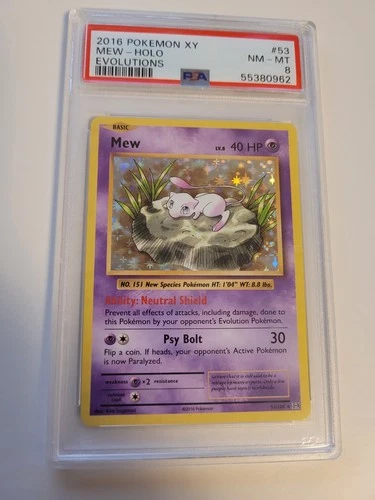 2016 POKEMON XY #53
MEW - HOLO NM - MT
EVOLUTIONS 8
PSA 55380962
BASIC
Mew LV.8 40 HP
NO. 151 New Species Pokémon HT: 1'04" WT: 8.8 lbs.
Ability: Neutral Shield
Prevent all effects of attacks, including damage, done to
this Pokémon by your opponent's Evolution Pokémon.
Psy Bolt 30
Flip a coin. If heads, your opponent's Active Pokémon
is now Paralyzed.
weakness ×2 resistance
retreat
cost
©2016 Pokémon